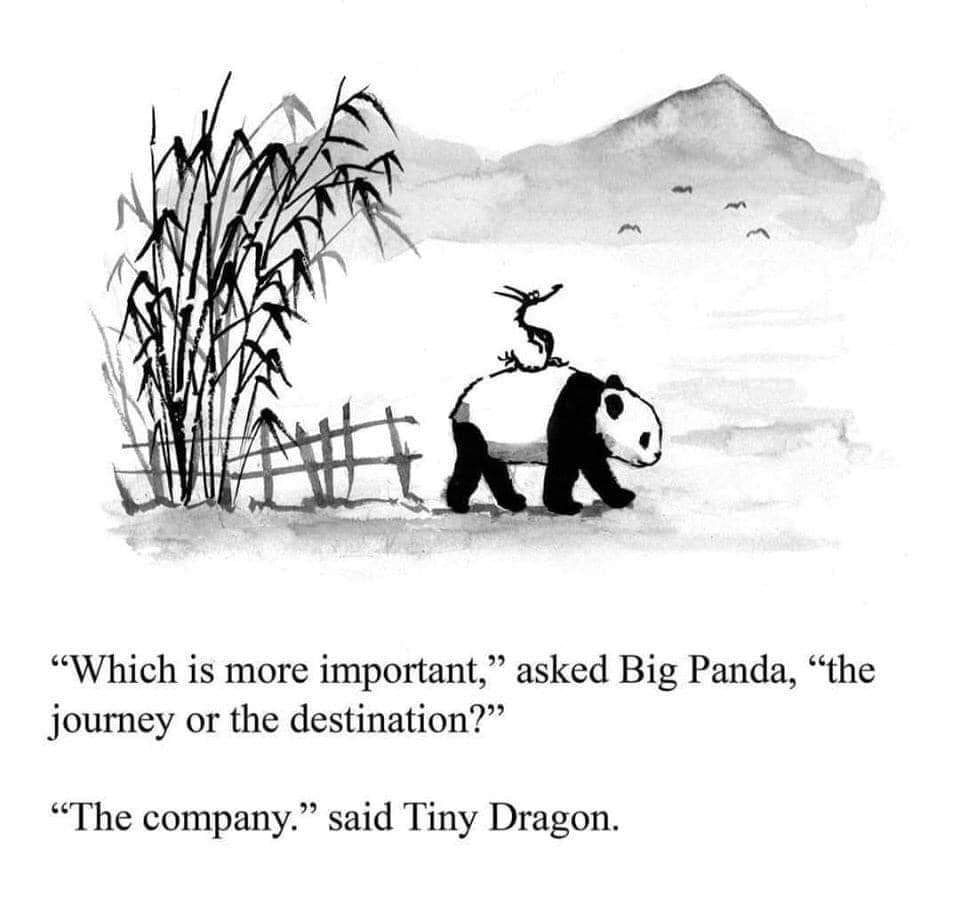 “Which is more important,” asked Big Panda, “the
journey or the destination?”
“The company.” said Tiny Dragon.